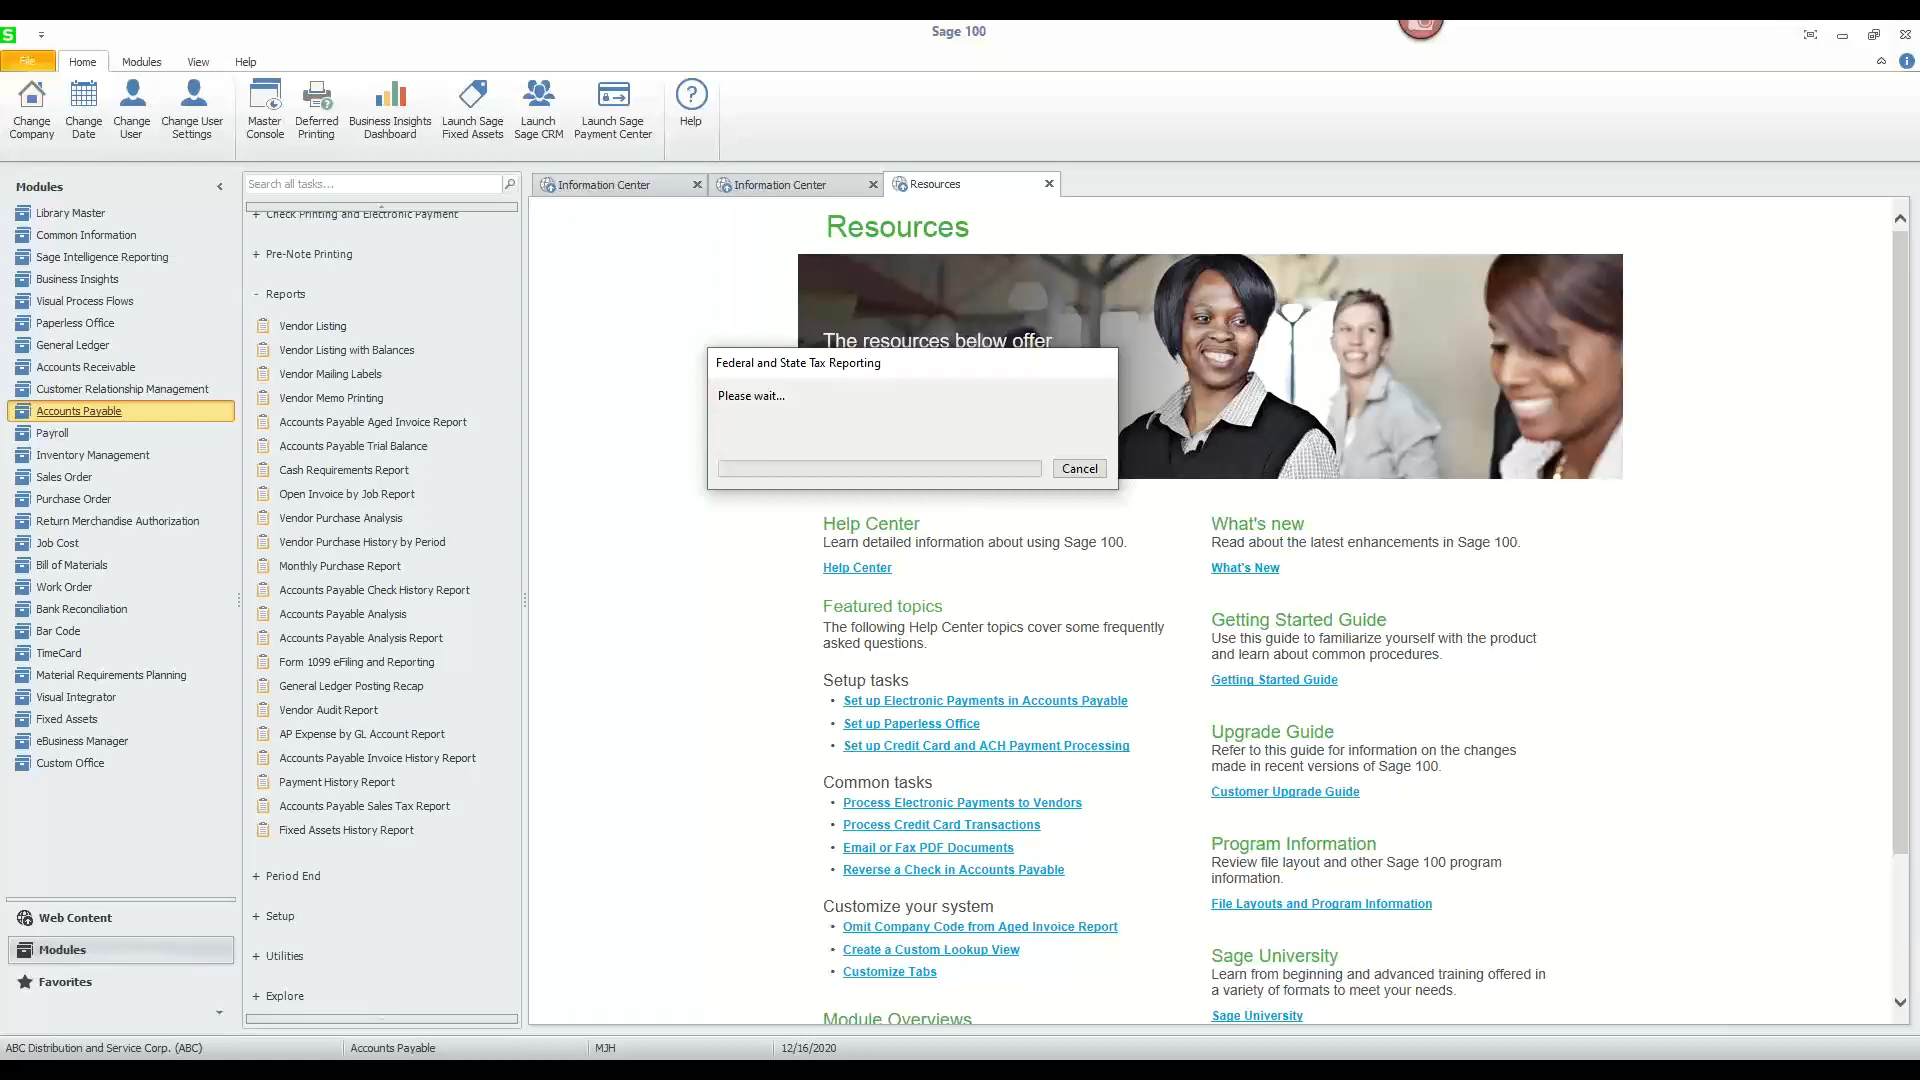 S
Sage 100
File
Home
Modules
View
Help
Change Company
Change Date
Change User
Change User Settings
Master Console
Deferred Printing
Business Insights Dashboard
Launch Sage Fixed Assets
Launch Sage CRM
Launch Sage Payment Center
Help
Modules
Library Master
Common Information
Sage Intelligence Reporting
Business Insights
Visual Process Flows
Paperless Office
General Ledger
Accounts Receivable
Customer Relationship Management
Accounts Payable
Payroll
Inventory Management
Sales Order
Purchase Order
Return Merchandise Authorization
Job Cost
Bill of Materials
Work Order
Bank Reconciliation
Bar Code
TimeCard
Material Requirements Planning
Visual Integrator
Fixed Assets
eBusiness Manager
Custom Office
Web Content
Modules
Favorites
Search all tasks...
+ Check Printing and Electronic Payment
+ Pre-Note Printing
- Reports
Vendor Listing
Vendor Listing with Balances
Vendor Mailing Labels
Vendor Memo Printing
Accounts Payable Aged Invoice Report
Accounts Payable Trial Balance
Cash Requirements Report
Open Invoice by Job Report
Vendor Purchase Analysis
Vendor Purchase History by Period
Monthly Purchase Report
Accounts Payable Check History Report
Accounts Payable Analysis
Accounts Payable Analysis Report
Form 1099 eFiling and Reporting
General Ledger Posting Recap
Vendor Audit Report
AP Expense by GL Account Report
Accounts Payable Invoice History Report
Payment History Report
Accounts Payable Sales Tax Report
Fixed Assets History Report
+ Period End
+ Setup
+ Utilities
+ Explore
Information Center
Information Center
Resources
Resources
The resources below offer
Federal and State Tax Reporting
Please wait...
Cancel
Help Center
Learn detailed information about using Sage 100.
Help Center
Featured topics
The following Help Center topics cover some frequently
asked questions.
Setup tasks
• Set up Electronic Payments in Accounts Payable
• Set up Paperless Office
• Set up Credit Card and ACH Payment Processing
Common tasks
• Process Electronic Payments to Vendors
• Process Credit Card Transactions
• Email or Fax PDF Documents
• Reverse a Check in Accounts Payable
Customize your system
• Omit Company Code from Aged Invoice Report
• Create a Custom Lookup View
• Customize Tabs
Module Overviews
What's new
Read about the latest enhancements in Sage 100.
What's New
Getting Started Guide
Use this guide to familiarize yourself with the product
and learn about common procedures.
Getting Started Guide
Upgrade Guide
Refer to this guide for information on the changes
made in recent versions of Sage 100.
Customer Upgrade Guide
Program Information
Review file layout and other Sage 100 program
information.
File Layouts and Program Information
Sage University
Learn from beginning and advanced training offered in
a variety of formats to meet your needs.
Sage University
ABC Distribution and Service Corp. (ABC)
Accounts Payable
MJH
12/16/2020